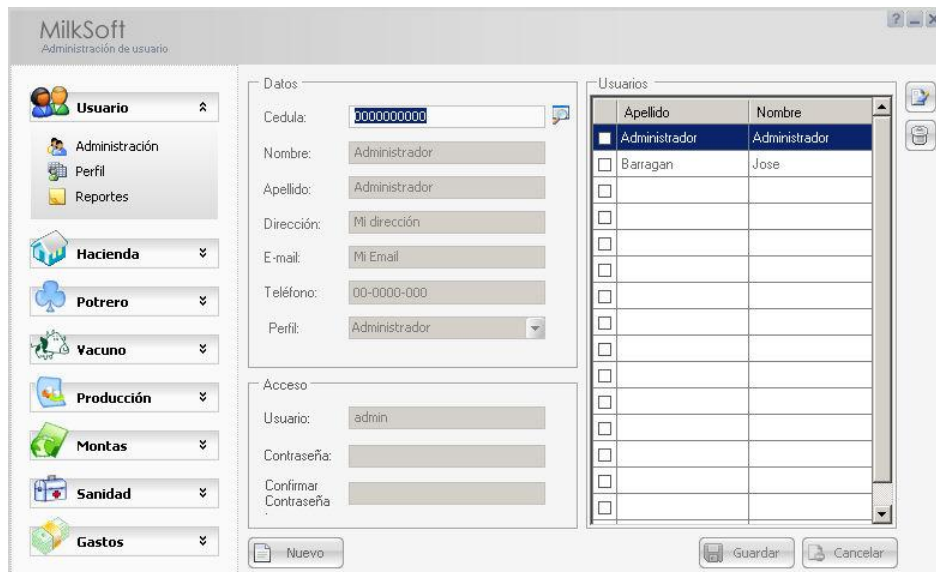 MilkSoft
Administración de usuario
Usuario
Administración
Perfil
Reportes
Hacienda
Potrero
Vacuno
Producción
Montas
Sanidad
Gastos
Datos
Cedula: 0000000000
Nombre: Administrador
Apellido: Administrador
Dirección: Mi dirección
E-mail: Mi Email
Teléfono: 00-0000-000
Perfil: Administrador
Acceso
Usuario: admin
Contraseña:
Confirmar
Contraseña
:
Nuevo
Usuarios
Apellido Nombre
Administrador Administrador
Barragan Jose
Guardar Cancelar